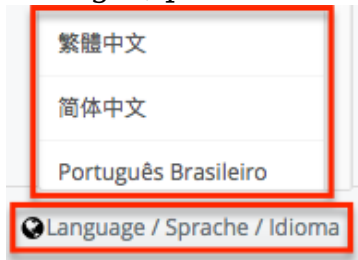 繁體中文
简体中文
Português Brasileiro
Language / Sprache / Idioma